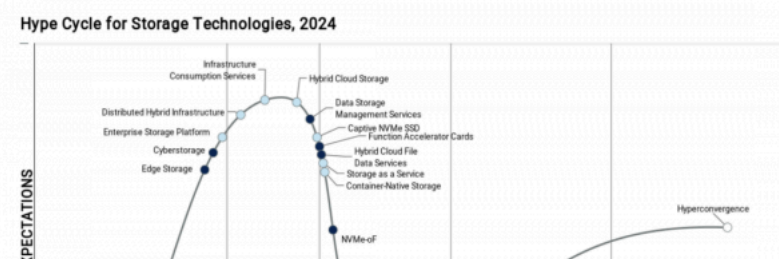 Hype Cycle for Storage Technologies, 2024
Infrastructure
Consumption Services
Hybrid Cloud Storage
Distributed Hybrid Infrastructure
Data Storage
Management Services
Enterprise Storage Platform
Captive NVMe SSD
Function Accelerator Cards
Cyberstorage
Hybrid Cloud File
Data Services
Edge Storage
Storage as a Service
Container-Native Storage
XPECTATIONS
Hyperconvergence
NVMe-oF